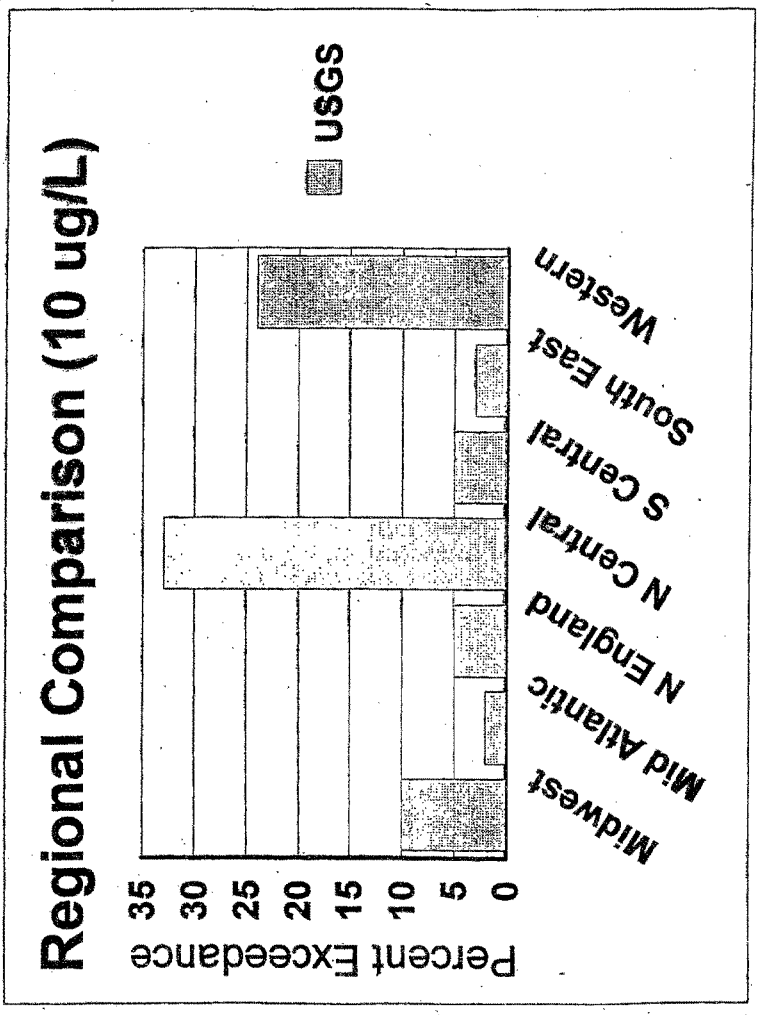 Regional Comparison (10 ug/L)
Percent Exceedance
35
30
25
20
15
10
5
0
Midwest
Mid Atlantic
N England
N Central
S Central
South East
Western
USGS